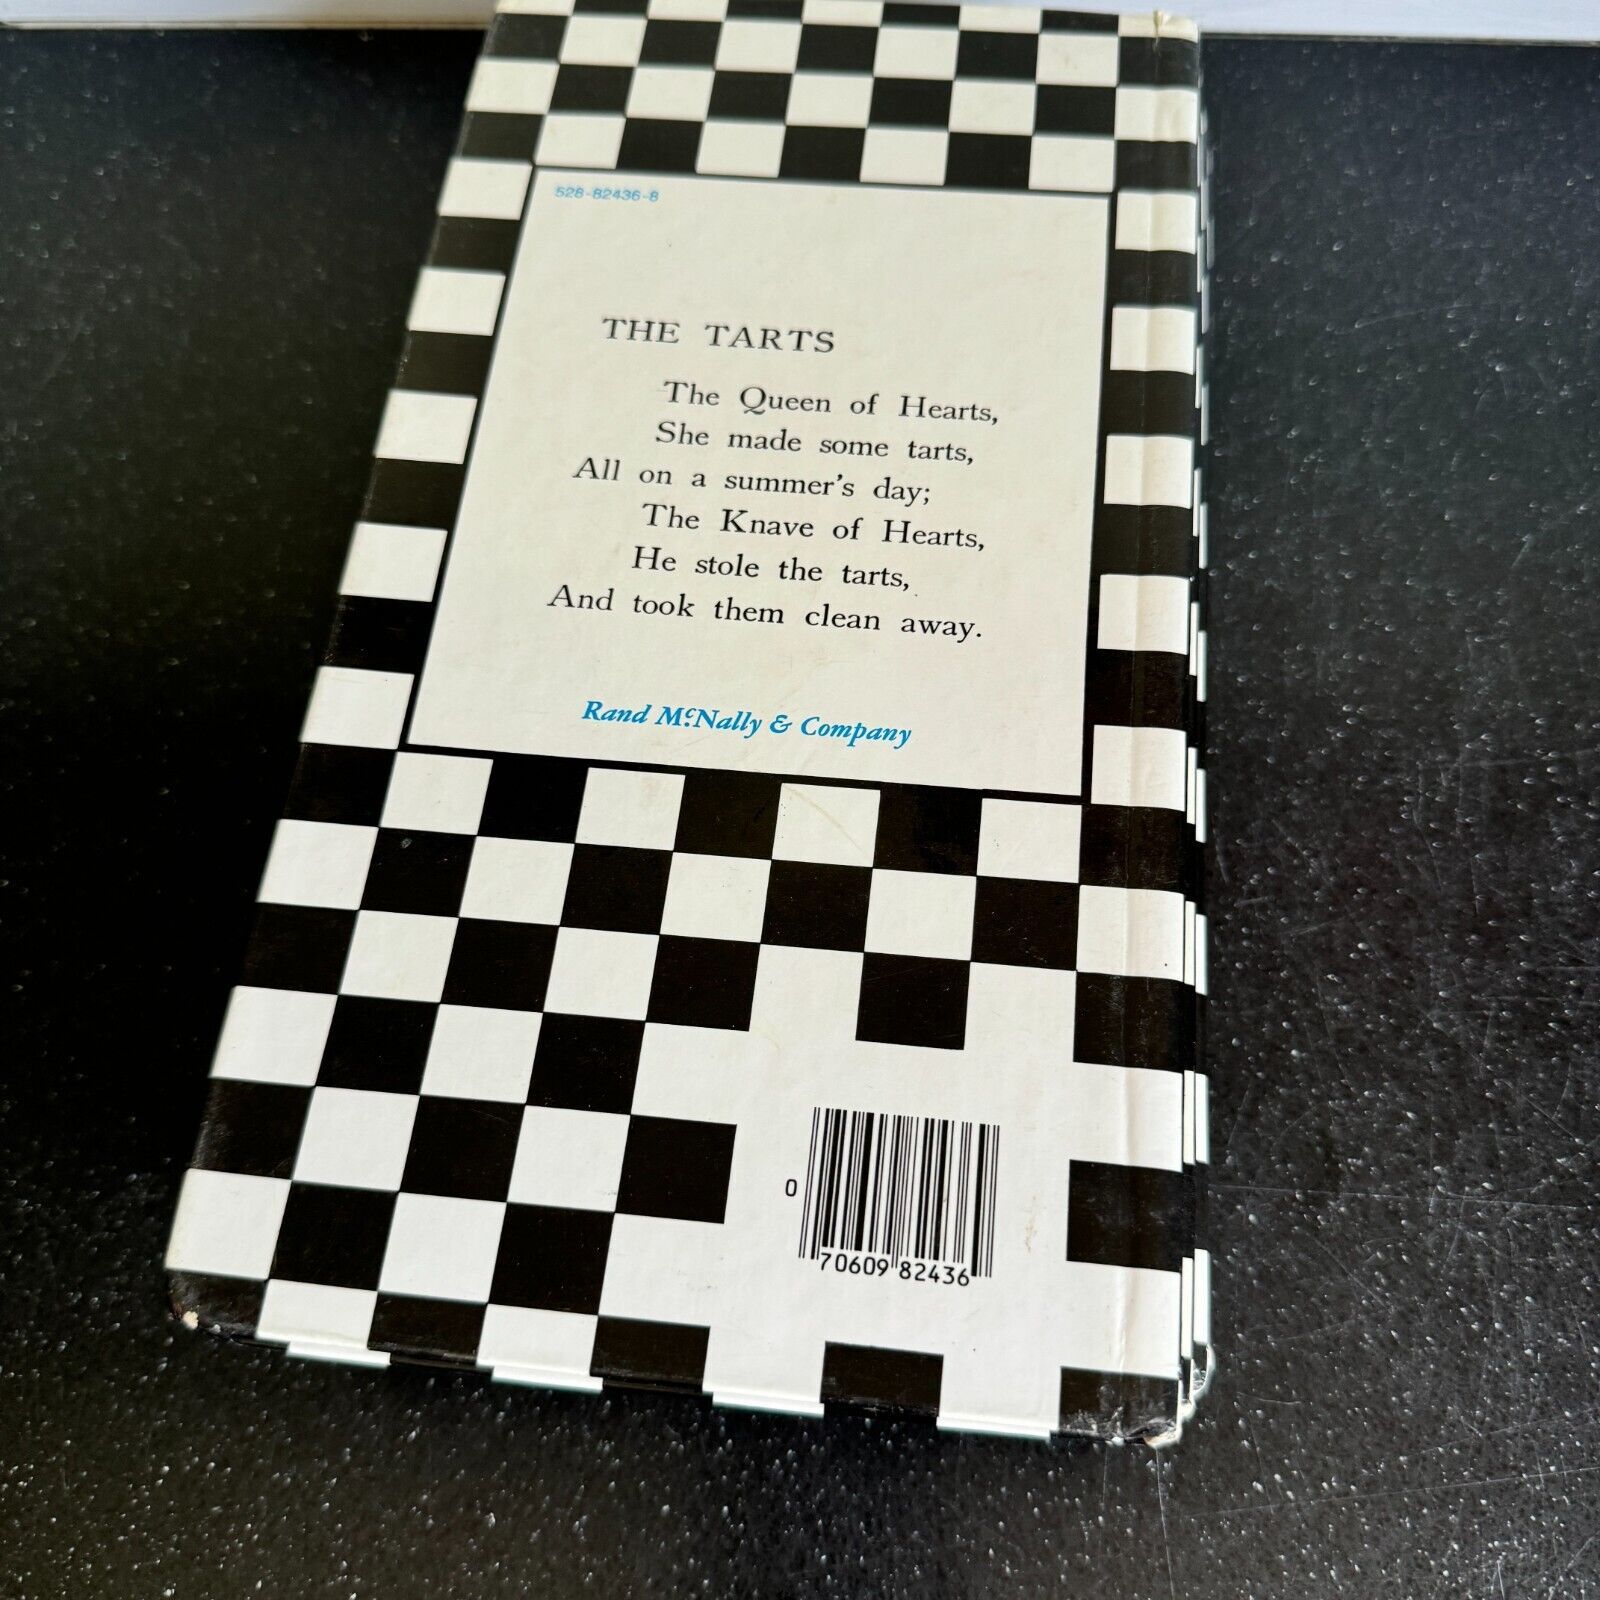 528-82436-8
THE TARTS
The Queen of Hearts,
She made some tarts,
All on a summer's day;
The Knave of Hearts,
He stole the tarts,
And took them clean away.
Rand McNally & Company
0 70609 82436